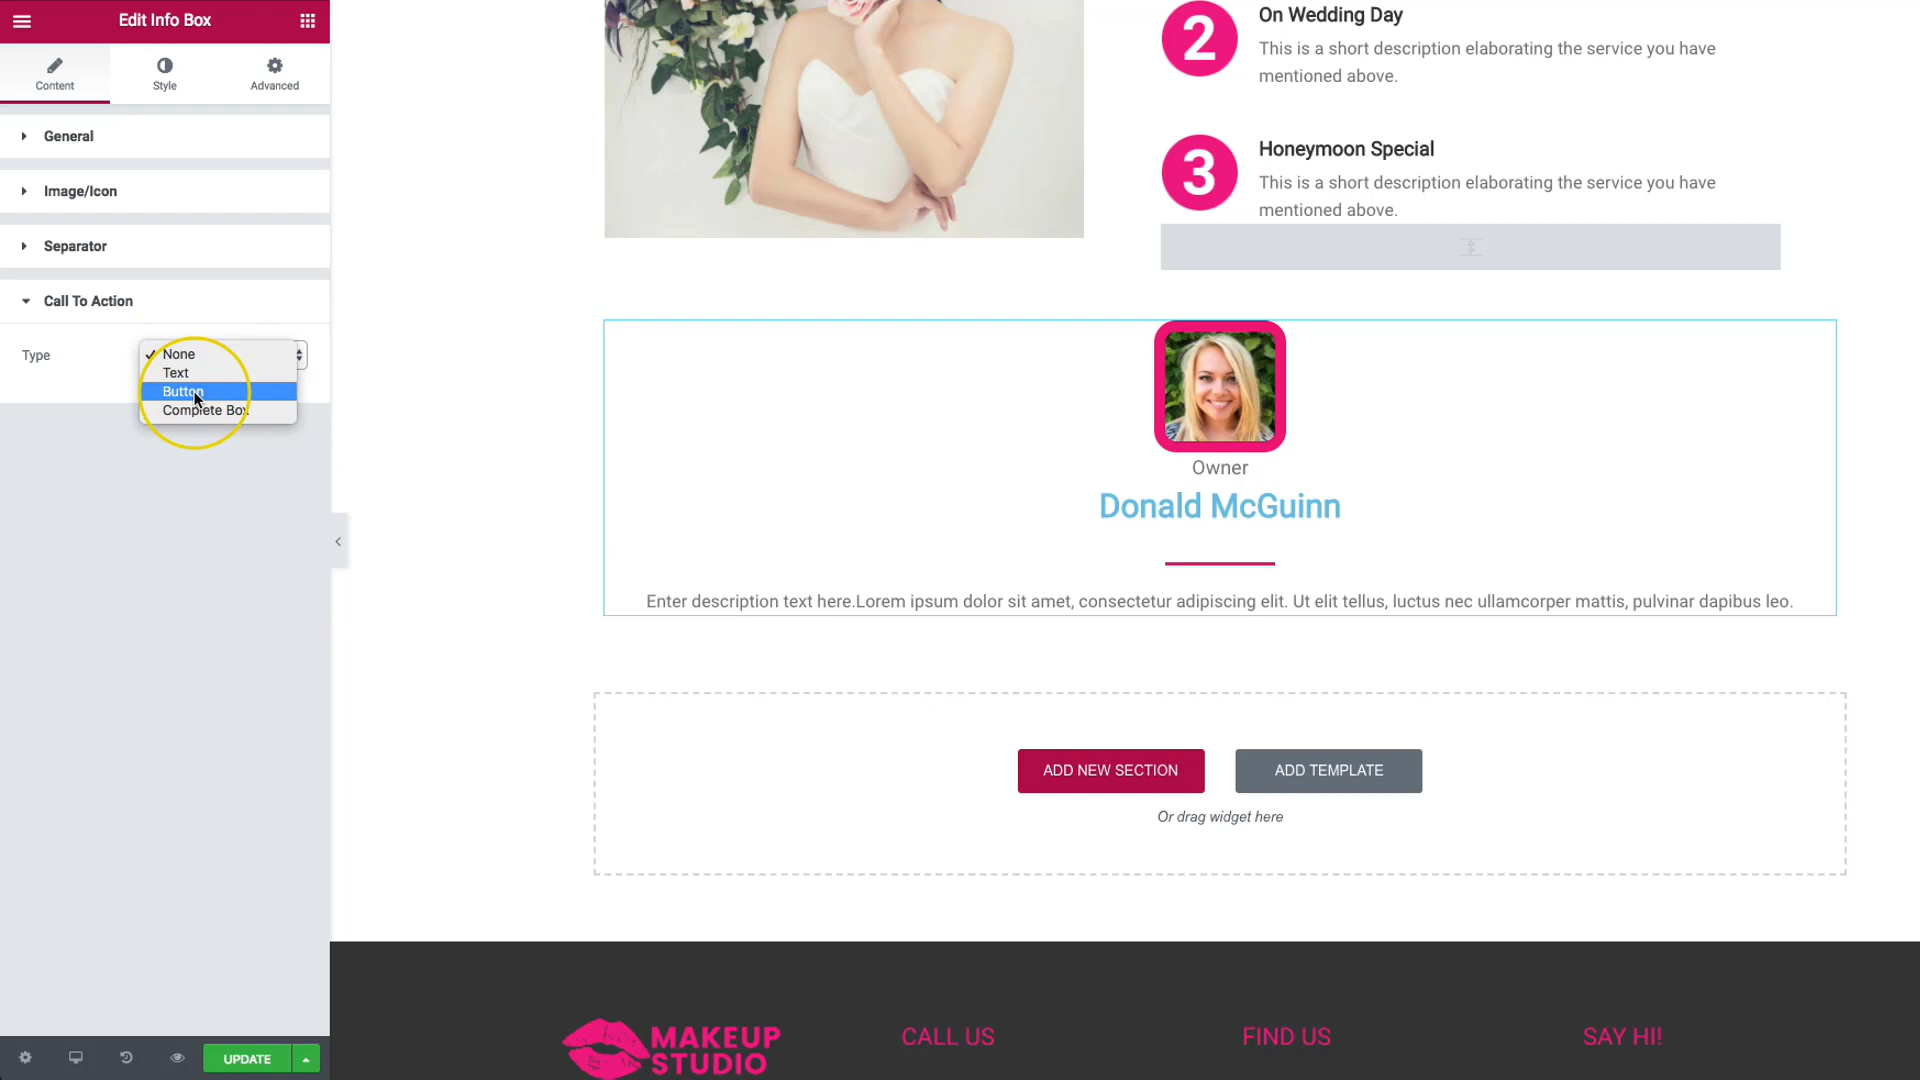 Edit Info Box
Content
Style
Advanced
General
Image/Icon
Separator
Call To Action
Type
✓ None
Text
Button
Complete Box
2
On Wedding Day
This is a short description elaborating the service you have
mentioned above.
3
Honeymoon Special
This is a short description elaborating the service you have
mentioned above.
Owner
Donald McGuinn
Enter description text here.Lorem ipsum dolor sit amet, consectetur adipiscing elit. Ut elit tellus, luctus nec ullamcorper mattis, pulvinar dapibus leo.
ADD NEW SECTION
ADD TEMPLATE
Or drag widget here
MAKEUP
STUDIO
CALL US
FIND US
SAY HI!
UPDATE